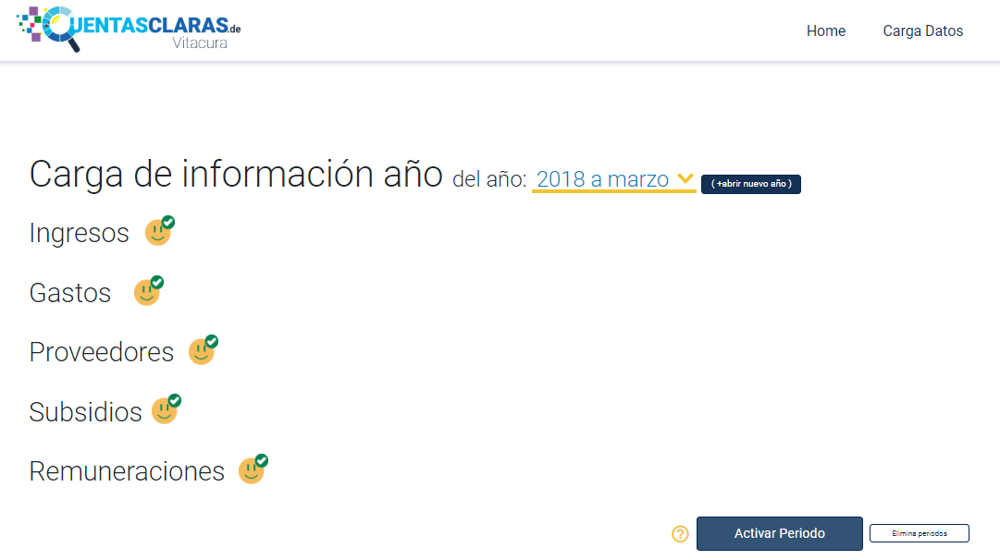 CUENTASCLARAS.de
Vitacura
Home
Carga Datos
Carga de información año del año: 2018 a marzo ( +abrir nuevo año )
Ingresos
Gastos
Proveedores
Subsidios
Remuneraciones
? Activar Periodo Elimina periodos